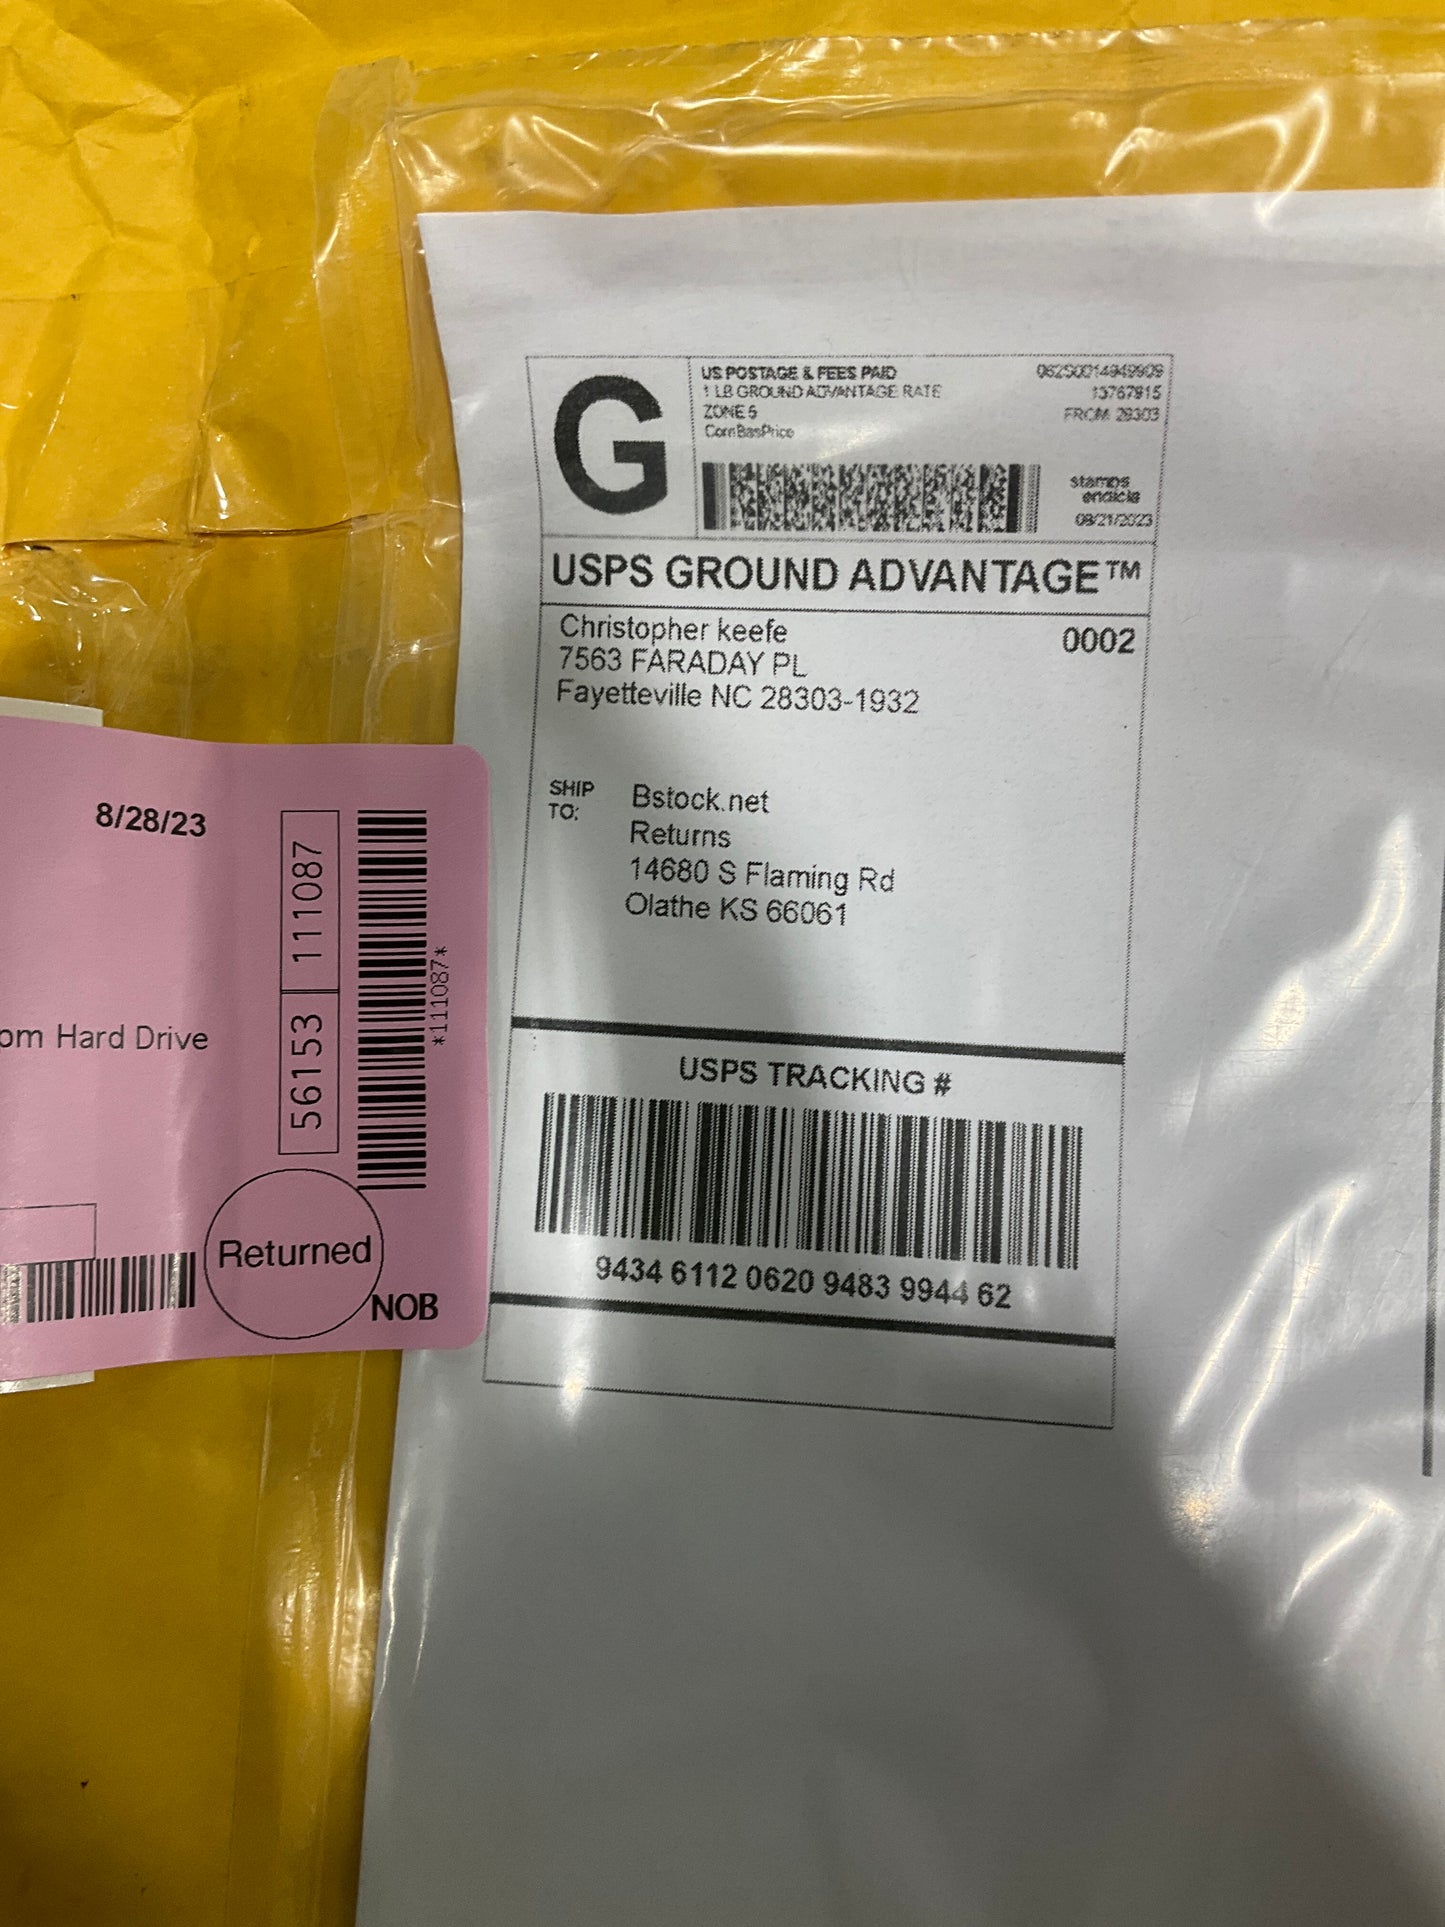 G
US POSTAGE & FEES PAID
1 LB GROUND ADVANTAGE RATE
ZONE 5
ComBasPrice
062S0014949909
13767915
FROM 28303
stamps
endicia
08/21/2023
USPS GROUND ADVANTAGE™
Christopher keefe
7563 FARADAY PL
Fayetteville NC 28303-1932
0002
SHIP
TO:
Bstock.net
Returns
14680 S Flaming Rd
Olathe KS 66061
USPS TRACKING #
9434 6112 0620 9483 9944 62
8/28/23
56153 111087
*111087*
om Hard Drive
Returned
NOB